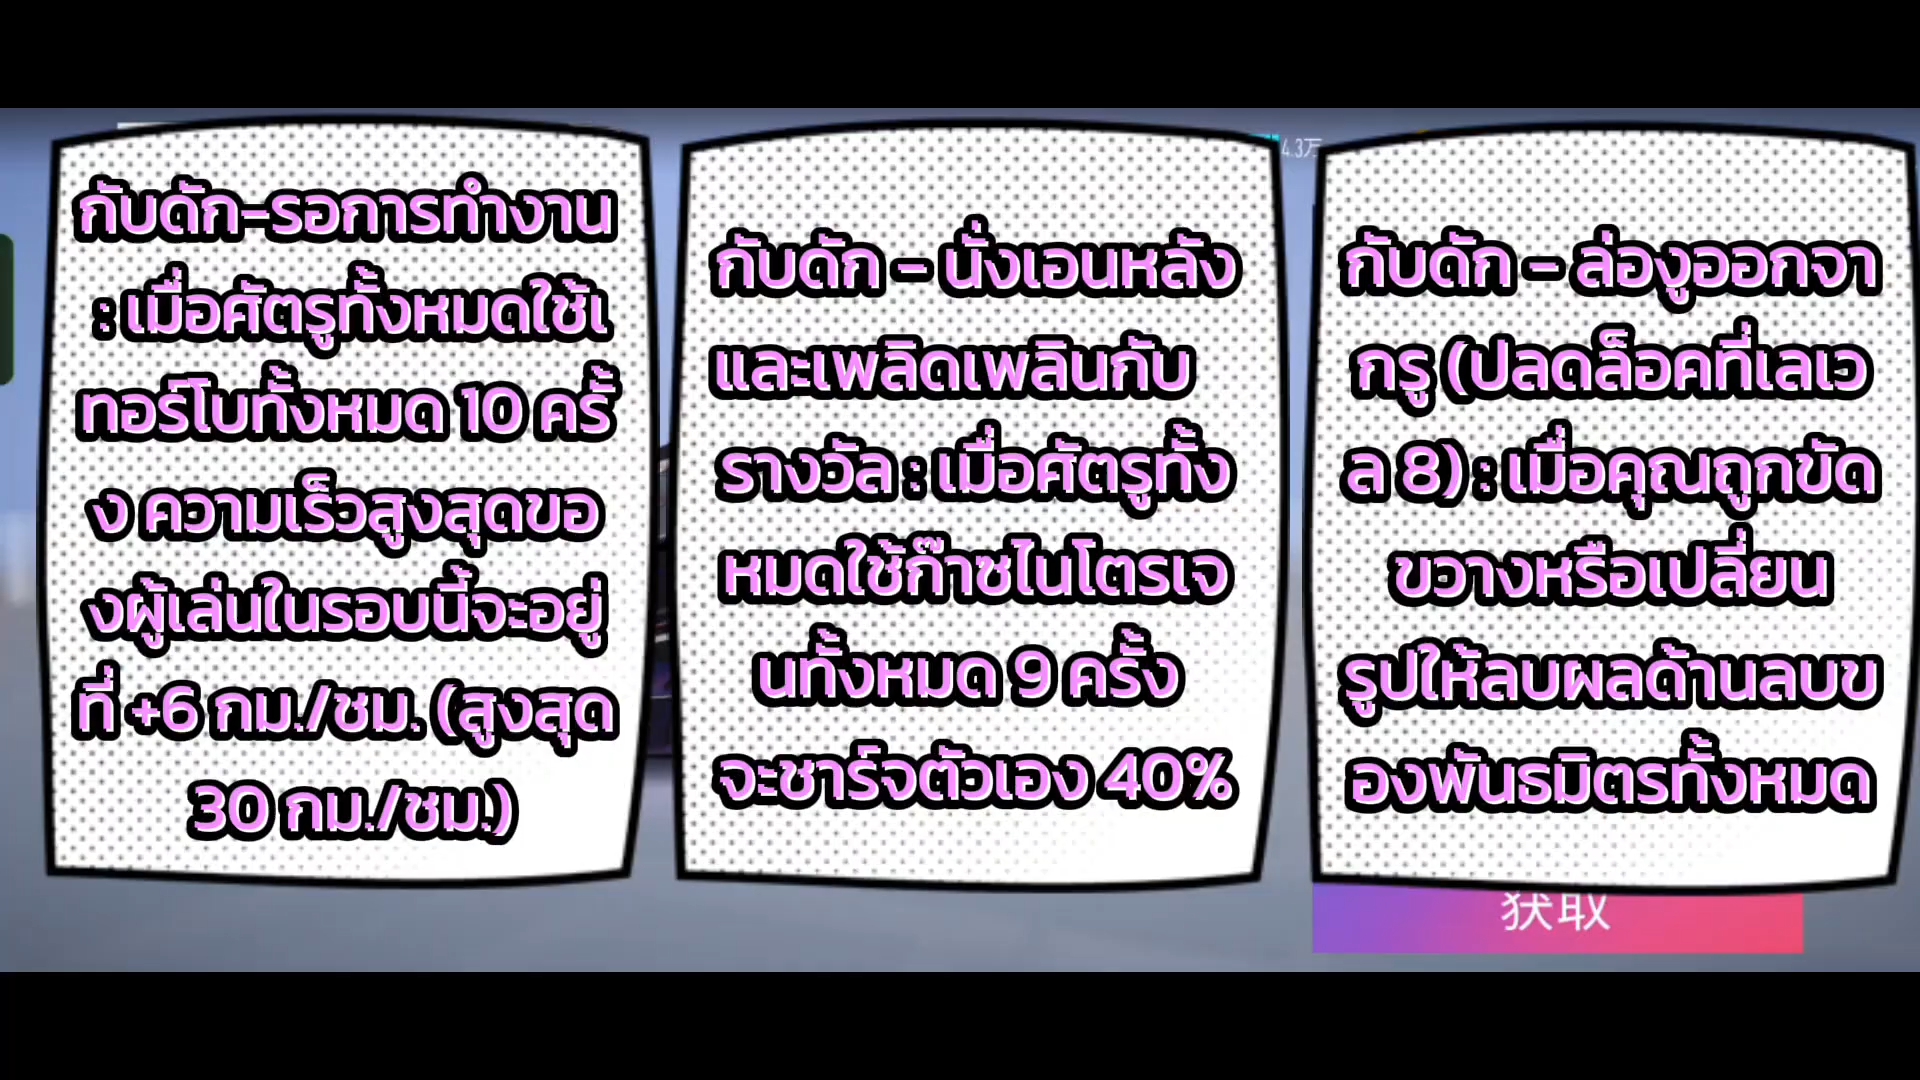 กับดัก-รอการทำงาน
: เมื่อศัตรูทั้งหมดใช้เ
ทอร์โบทั้งหมด 10 ครั้
ง ความเร็วสูงสุดขอ
งผู้เล่นในรอบนี้จะอยู่
ที่ +6 กม./ชม. (สูงสุด
30 กม./ชม.)
กับดัก - นั่งเอนหลัง
และเพลิดเพลินกับ
รางวัล : เมื่อศัตรูทั้ง
หมดใช้ก๊าซไนโตรเจ
นทั้งหมด 9 ครั้ง
จะชาร์จตัวเอง 40%
4.3万
กับดัก - ล่องูออกจา
กรู (ปลดล็อคที่เลเว
ล 8) : เมื่อคุณถูกขัด
ขวางหรือเปลี่ยน
รูปให้ลบผลด้านลบข
องพันธมิตรทั้งหมด
获取